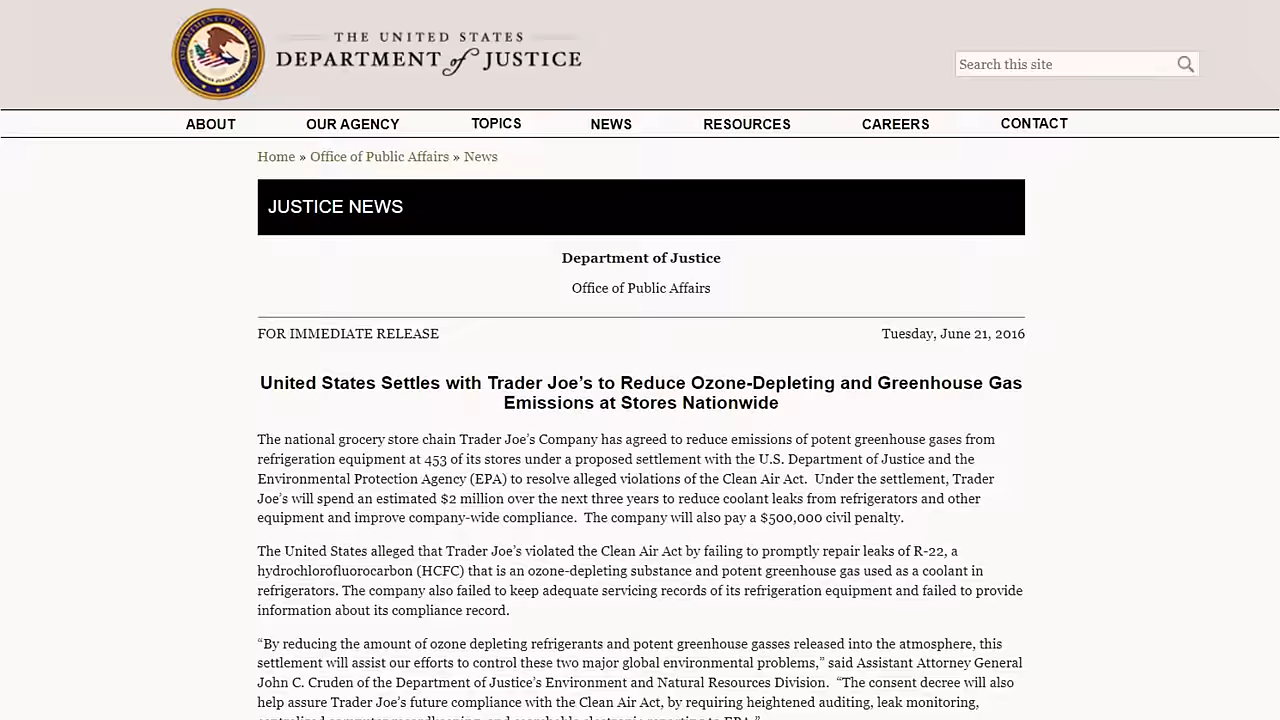 THE UNITED STATES
DEPARTMENT of JUSTICE
Search this site
ABOUT OUR AGENCY TOPICS NEWS RESOURCES CAREERS CONTACT
Home » Office of Public Affairs » News
JUSTICE NEWS
Department of Justice
Office of Public Affairs
FOR IMMEDIATE RELEASE Tuesday, June 21, 2016
United States Settles with Trader Joe’s to Reduce Ozone-Depleting and Greenhouse Gas
Emissions at Stores Nationwide
The national grocery store chain Trader Joe’s Company has agreed to reduce emissions of potent greenhouse gases from
refrigeration equipment at 453 of its stores under a proposed settlement with the U.S. Department of Justice and the
Environmental Protection Agency (EPA) to resolve alleged violations of the Clean Air Act.  Under the settlement, Trader
Joe’s will spend an estimated $2 million over the next three years to reduce coolant leaks from refrigerators and other
equipment and improve company-wide compliance.  The company will also pay a $500,000 civil penalty.
The United States alleged that Trader Joe’s violated the Clean Air Act by failing to promptly repair leaks of R-22, a
hydrochlorofluorocarbon (HCFC) that is an ozone-depleting substance and potent greenhouse gas used as a coolant in
refrigerators. The company also failed to keep adequate servicing records of its refrigeration equipment and failed to provide
information about its compliance record.
“By reducing the amount of ozone depleting refrigerants and potent greenhouse gasses released into the atmosphere, this
settlement will assist our efforts to control these two major global environmental problems,” said Assistant Attorney General
John C. Cruden of the Department of Justice’s Environment and Natural Resources Division.  “The consent decree will also
help assure Trader Joe’s future compliance with the Clean Air Act, by requiring heightened auditing, leak monitoring,